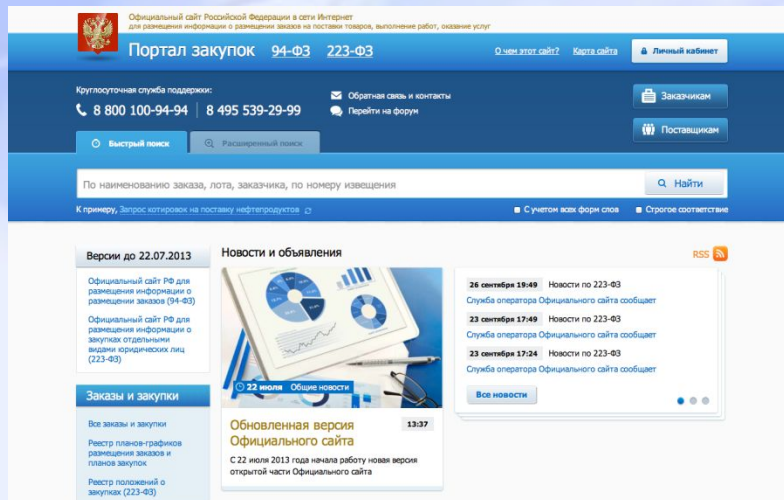 Официальный сайт Российской Федерации в сети Интернет
для размещения информации о размещении заказов на поставки товаров, выполнение работ, оказание услуг
Портал закупок 94-ФЗ 223-ФЗ
О чем этот сайт? Карта сайта Личный кабинет
Круглосуточная служба поддержки:
8 800 100-94-94 | 8 495 539-29-99
Обратная связь и контакты
Перейти на форум
Заказчикам
Поставщикам
Быстрый поиск Расширенный поиск
По наименованию заказа, лота, заказчика, по номеру извещения
Найти
К примеру, Запрос котировок на поставку нефтепродуктов
С учетом всех форм слов Строгое соответствие
Версии до 22.07.2013
Официальный сайт РФ для
размещения информации о
размещении заказов (94-ФЗ)
Официальный сайт РФ для
размещения информации о
закупках отдельными
видами юридических лиц
(223-ФЗ)
Заказы и закупки
Все заказы и закупки
Реестр планов-графиков
размещения заказов и
планов закупок
Реестр положений о
закупках (223-ФЗ)
Новости и объявления
RSS
22 июля Общие новости
Обновленная версия
Официального сайта
13:37
С 22 июля 2013 года начала работу новая версия
открытой части Официального сайта
26 сентября 19:49 Новости по 223-ФЗ
Служба оператора Официального сайта сообщает
23 сентября 17:49 Новости по 223-ФЗ
Служба оператора Официального сайта сообщает
23 сентября 17:24 Новости по 223-ФЗ
Служба оператора Официального сайта сообщает
Все новости